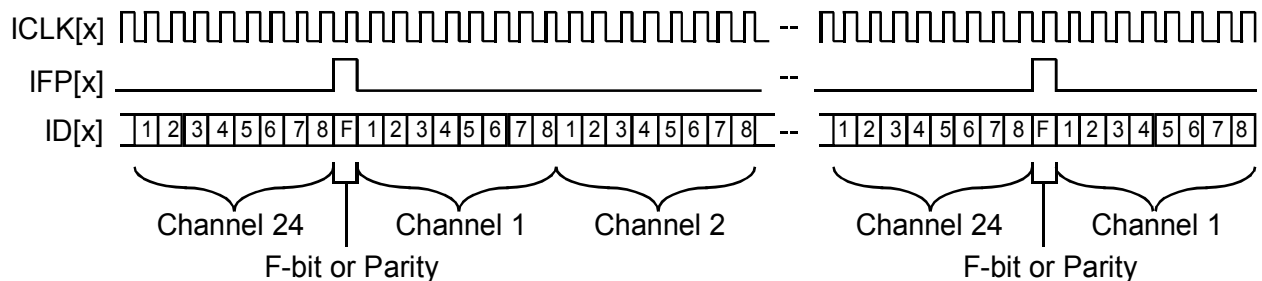 ICLK[x] --
IFP[x] --
ID[x] 1 2 3 4 5 6 7 8 F 1 2 3 4 5 6 7 8 1 2 3 4 5 6 7 8 -- 1 2 3 4 5 6 7 8 F 1 2 3 4 5 6 7 8
Channel 24 Channel 1 Channel 2 Channel 24 Channel 1
F-bit or Parity F-bit or Parity